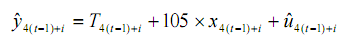 ŷ₄₍ₜ₋₁₎₊ᵢ = T₄₍ₜ₋₁₎₊ᵢ + 105 × x₄₍ₜ₋₁₎₊ᵢ + û₄₍ₜ₋₁₎₊ᵢ